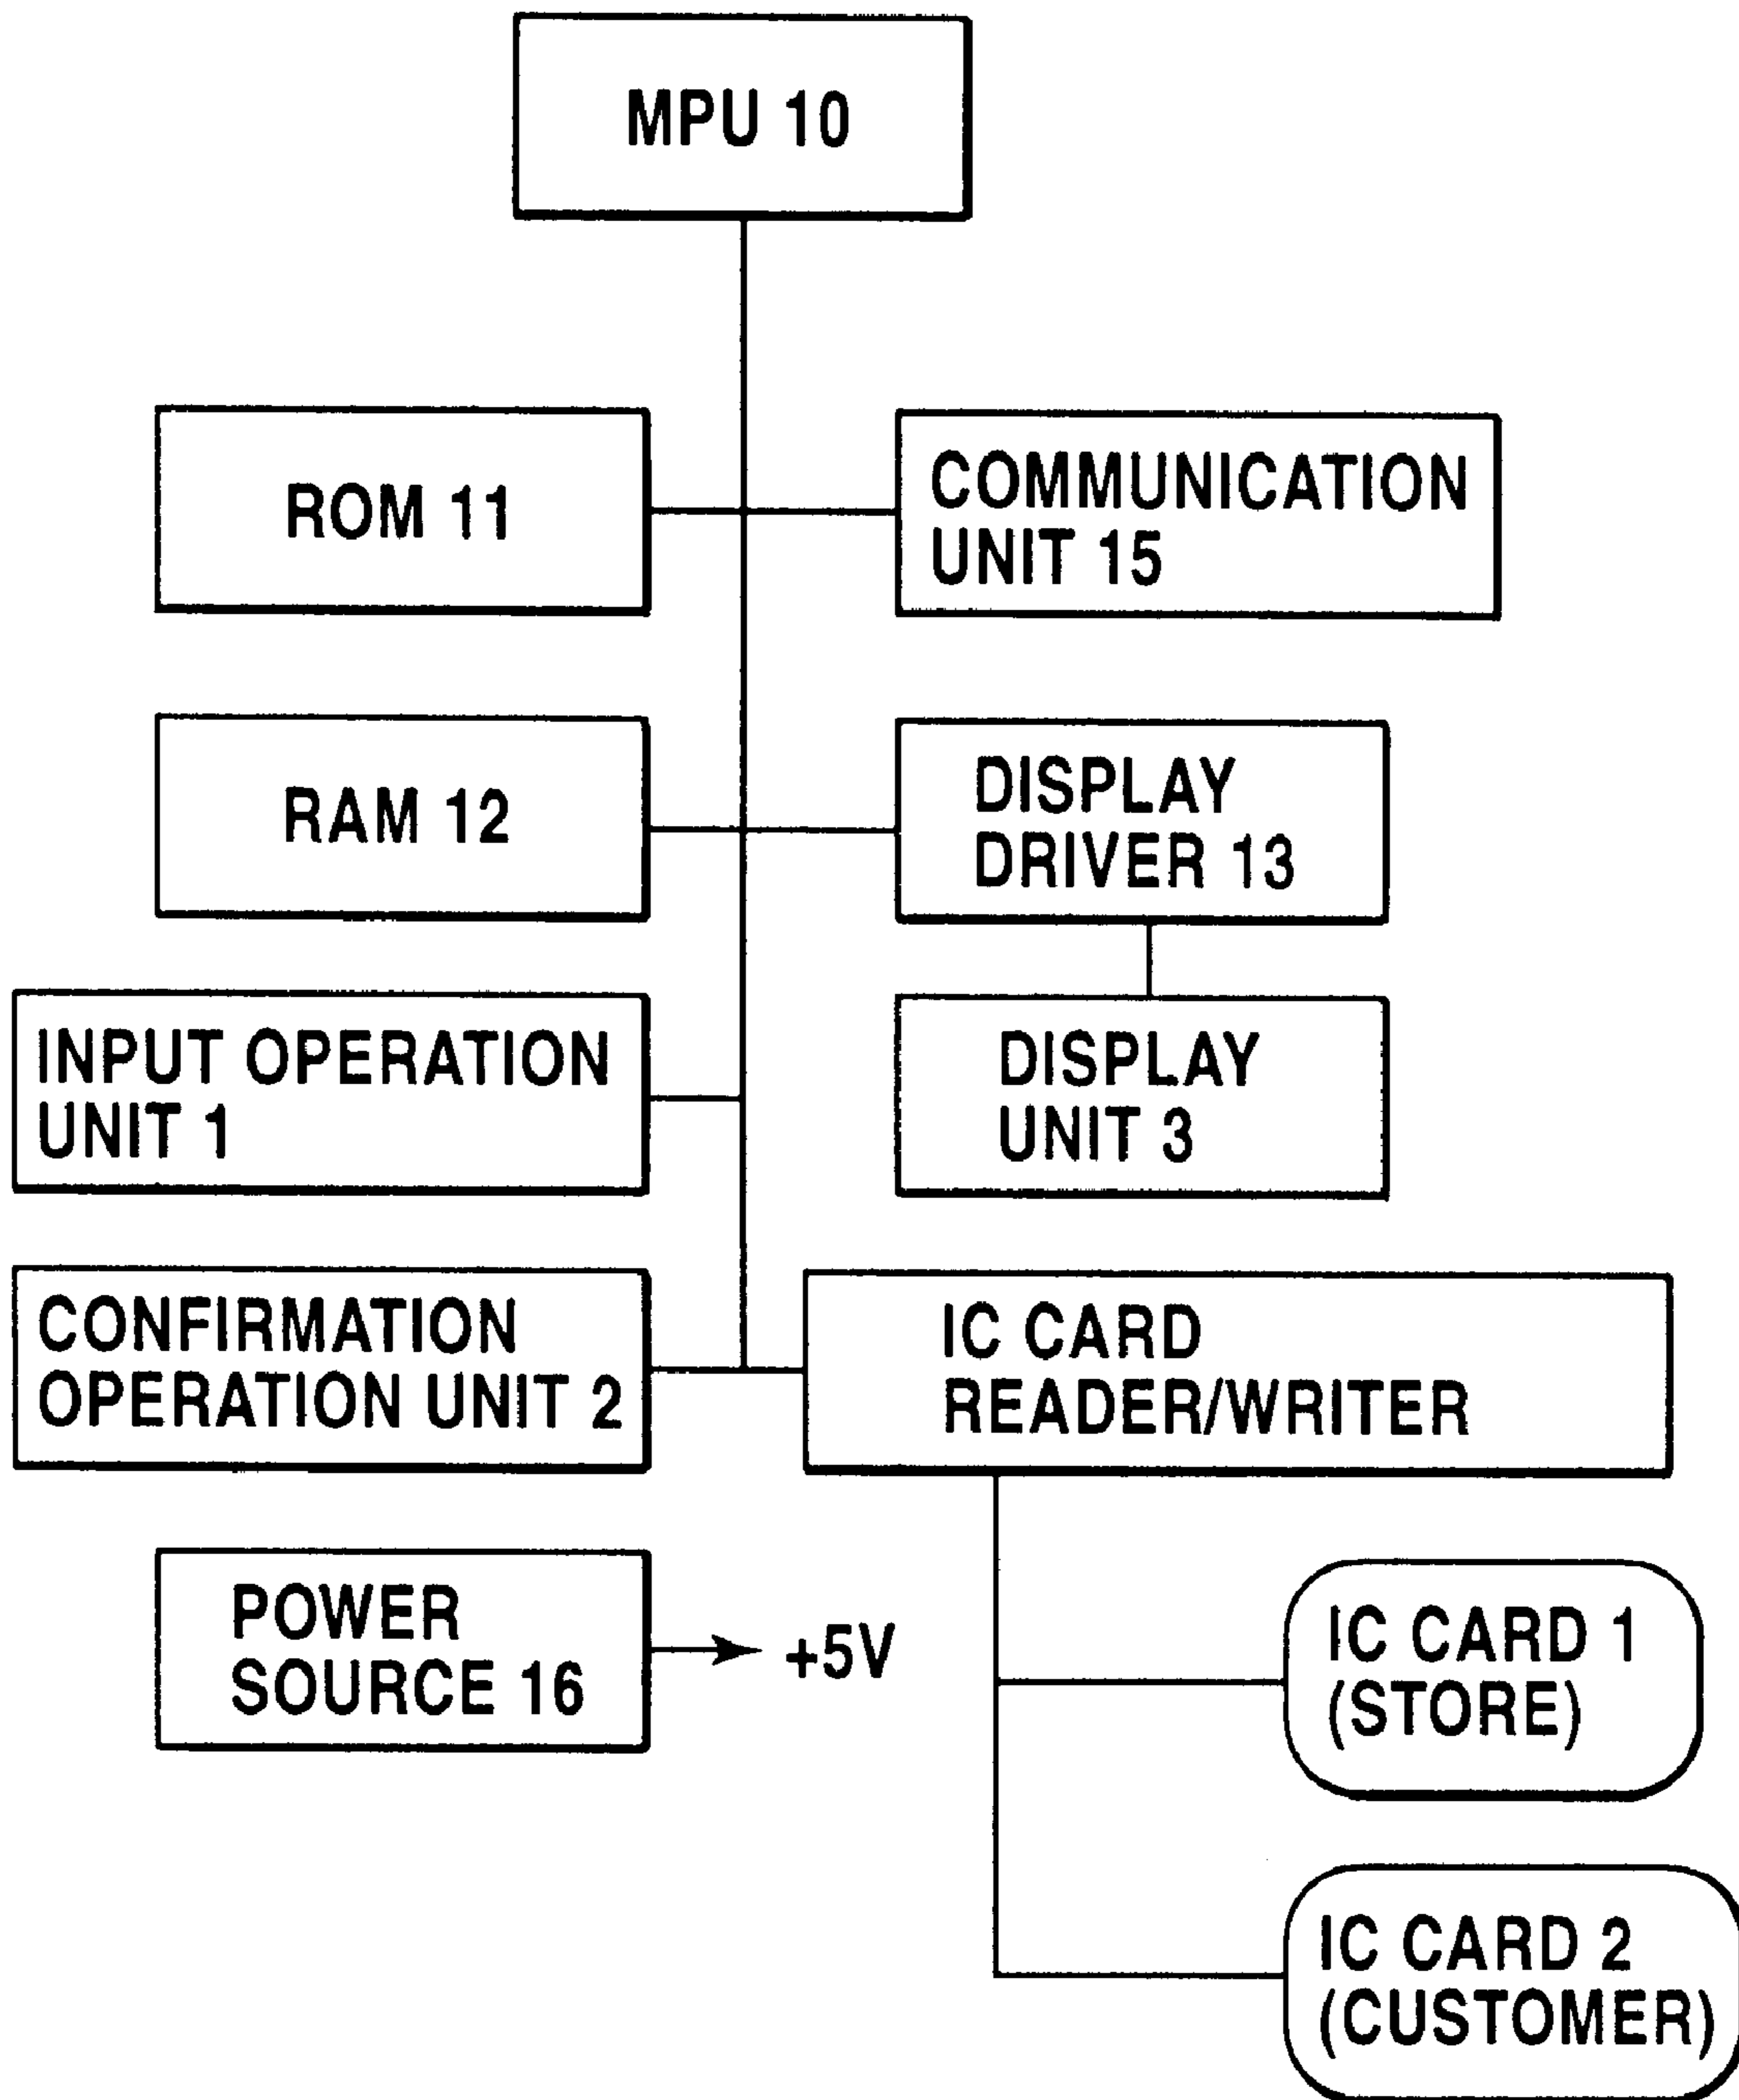 MPU 10
ROM 11
COMMUNICATION
UNIT 15
RAM 12
DISPLAY
DRIVER 13
INPUT OPERATION
UNIT 1
DISPLAY
UNIT 3
CONFIRMATION
OPERATION UNIT 2
IC CARD
READER/WRITER
POWER
SOURCE 16
+5V
IC CARD 1
(STORE)
IC CARD 2
(CUSTOMER)